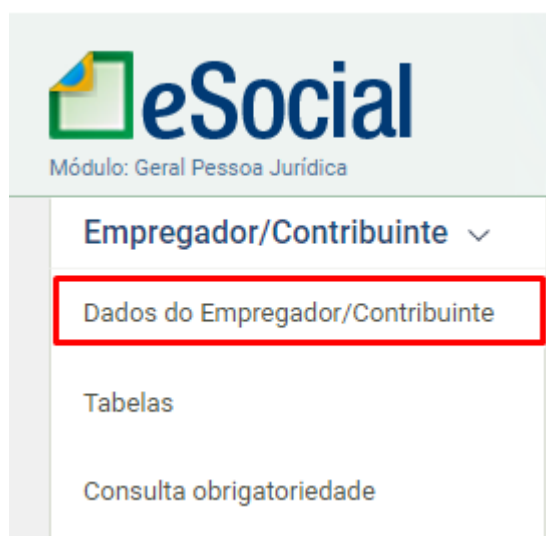 eSocial
Módulo: Geral Pessoa Jurídica
Empregador/Contribuinte
Dados do Empregador/Contribuinte
Tabelas
Consulta obrigatoriedade